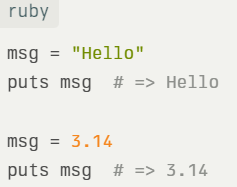 ruby
msg = "Hello"
puts msg  # => Hello
msg = 3.14
puts msg  # => 3.14